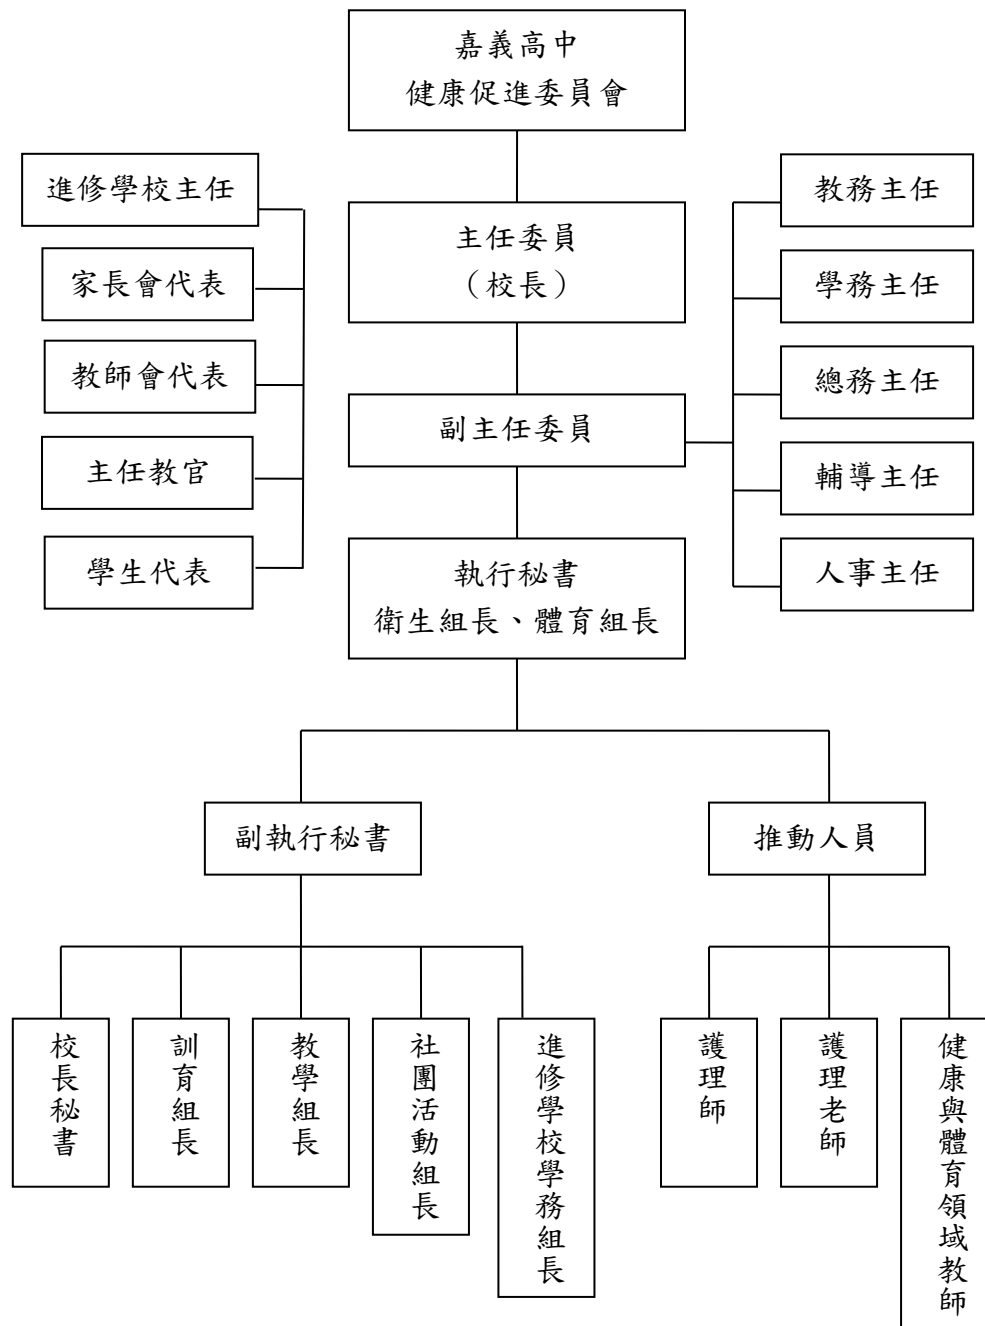 嘉義高中
健康促進委員會
進修學校主任
家長會代表
教師會代表
主任教官
學生代表
主任委員
（校長）
副主任委員
執行秘書
衛生組長、體育組長
教務主任
學務主任
總務主任
輔導主任
人事主任
副執行秘書
推動人員
校長秘書
訓育組長
教學組長
社團活動組長
進修學校學務組長
護理師
護理老師
健康與體育領域教師